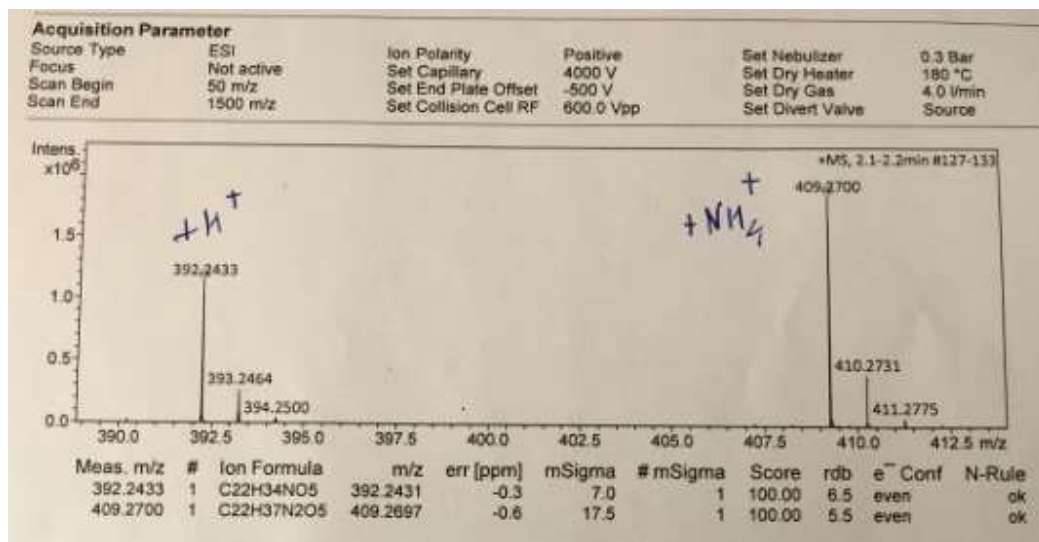 Acquisition Parameter
Source Type ESI Ion Polarity Positive Set Nebulizer 0.3 Bar
Focus Not active Set Capillary 4000 V Set Dry Heater 180 °C
Scan Begin 50 m/z Set End Plate Offset -500 V Set Dry Gas 4.0 l/min
Scan End 1500 m/z Set Collision Cell RF 600.0 Vpp Set Divert Valve Source
Intens.
x10⁶
+MS, 2.1-2.2min #127-133
+H⁺
+NH₄⁺
409.2700
1.5
392.2433
1.0
0.5
393.2464
410.2731
394.2500
411.2775
0.0
390.0 392.5 395.0 397.5 400.0 402.5 405.0 407.5 410.0 412.5 m/z
Meas. m/z # Ion Formula m/z err [ppm] mSigma # mSigma Score rdb e⁻ Conf N-Rule
392.2433 1 C22H34NO5 392.2431 -0.3 7.0 1 100.00 6.5 even ok
409.2700 1 C22H37N2O5 409.2697 -0.6 17.5 1 100.00 5.5 even ok